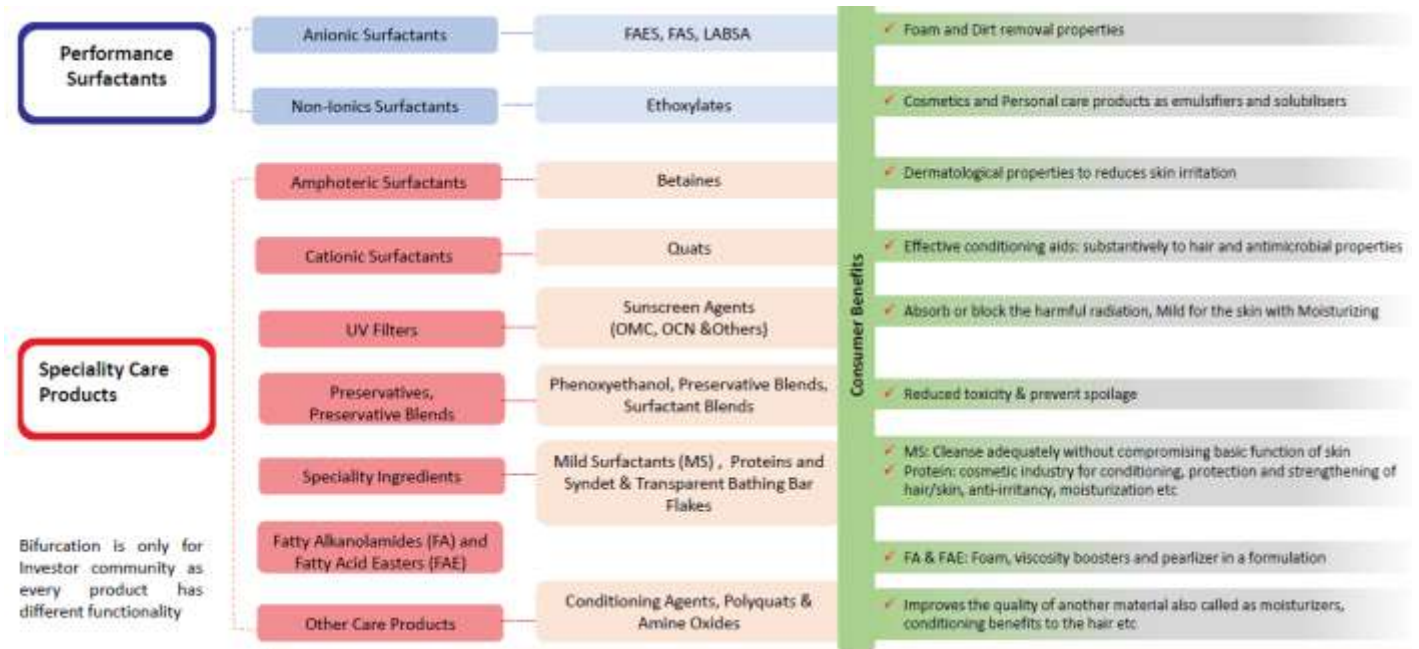 Performance
Surfactants
Anionic Surfactants
FAES, FAS, LABSA
✓ Foam and Dirt removal properties
Non-Ionics Surfactants
Ethoxylates
✓ Cosmetics and Personal care products as emulsifiers and solubilisers
Speciality Care
Products
Amphoteric Surfactants
Betaines
✓ Dermatological properties to reduces skin irritation
Cationic Surfactants
Quats
✓ Effective conditioning aids: substantively to hair and antimicrobial properties
UV Filters
Sunscreen Agents
(OMC, OCN &Others)
✓ Absorb or block the harmful radiation, Mild for the skin with Moisturizing
Preservatives,
Preservative Blends
Phenoxyethanol, Preservative Blends,
Surfactant Blends
✓ Reduced toxicity & prevent spoilage
Speciality Ingredients
Mild Surfactants (MS) , Proteins and
Syndet & Transparent Bathing Bar
Flakes
✓ MS: Cleanse adequately without compromising basic function of skin
✓ Protein: cosmetic industry for conditioning, protection and strengthening of
hair/skin, anti-irritancy, moisturization etc
Fatty Alkanolamides (FA) and
Fatty Acid Easters (FAE)
✓ FA & FAE: Foam, viscosity boosters and pearlizer in a formulation
Other Care Products
Conditioning Agents, Polyquats &
Amine Oxides
✓ Improves the quality of another material also called as moisturizers,
conditioning benefits to the hair etc
Consumer Benefits
Bifurcation is only for
Investor community as
every product has
different functionality